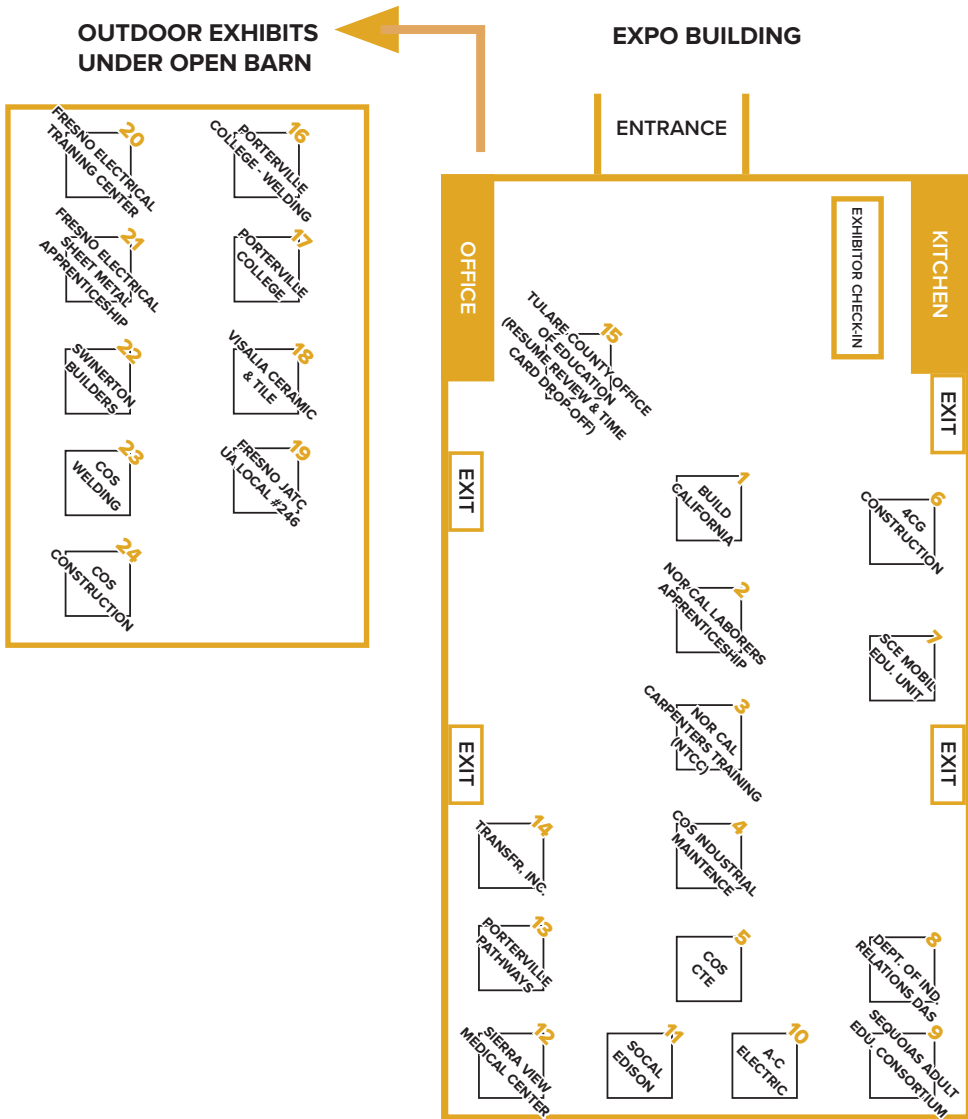 OUTDOOR EXHIBITS
UNDER OPEN BARN
EXPO BUILDING
ENTRANCE
20
FRESNO ELECTRICAL
TRAINING CENTER
16
PORTERVILLE
COLLEGE - WELDING
21
FRESNO ELECTRICAL
SHEET METAL
APPRENTICESHIP
17
PORTERVILLE
COLLEGE
22
SWINERTON
BUILDERS
18
VISALIA CERAMIC
& TILE
23
COS
WELDING
19
FRESNO JATC
UA LOCAL #246
24
COS
CONSTRUCTION
OFFICE
EXHIBITOR CHECK-IN
KITCHEN
15
TULARE COUNTY OFFICE
OF EDUCATION
(RESUME REVIEW & TIME
CARD DROP-OFF)
EXIT
EXIT
1
BUILD
CALIFORNIA
6
4CG
CONSTRUCTION
2
NOR CAL LABORERS
APPRENTICESHIP
7
SCE MOBIL
EDU. UNIT
3
NOR CAL
CARPENTERS TRAINING
(NTCC)
EXIT
EXIT
14
TRANSFR, INC.
4
COS INDUSTRIAL
MAINTENCE
13
PORTERVILLE
PATHWAYS
5
COS
CTE
8
DEPT. OF IND.
RELATIONS DAS
12
SIERRA VIEW
MEDICAL CENTER
11
SOCAL
EDISON
10
A-C
ELECTRIC
9
SEQUOIAS ADULT
EDU. CONSORTIUM